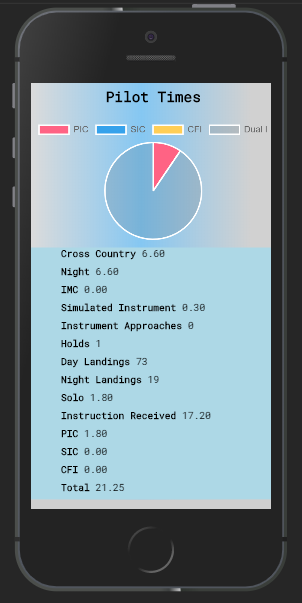 Pilot Times
PIC SIC CFI Dual
Cross Country 6.60
Night 6.60
IMC 0.00
Simulated Instrument 0.30
Instrument Approaches 0
Holds 1
Day Landings 73
Night Landings 19
Solo 1.80
Instruction Received 17.20
PIC 1.80
SIC 0.00
CFI 0.00
Total 21.25